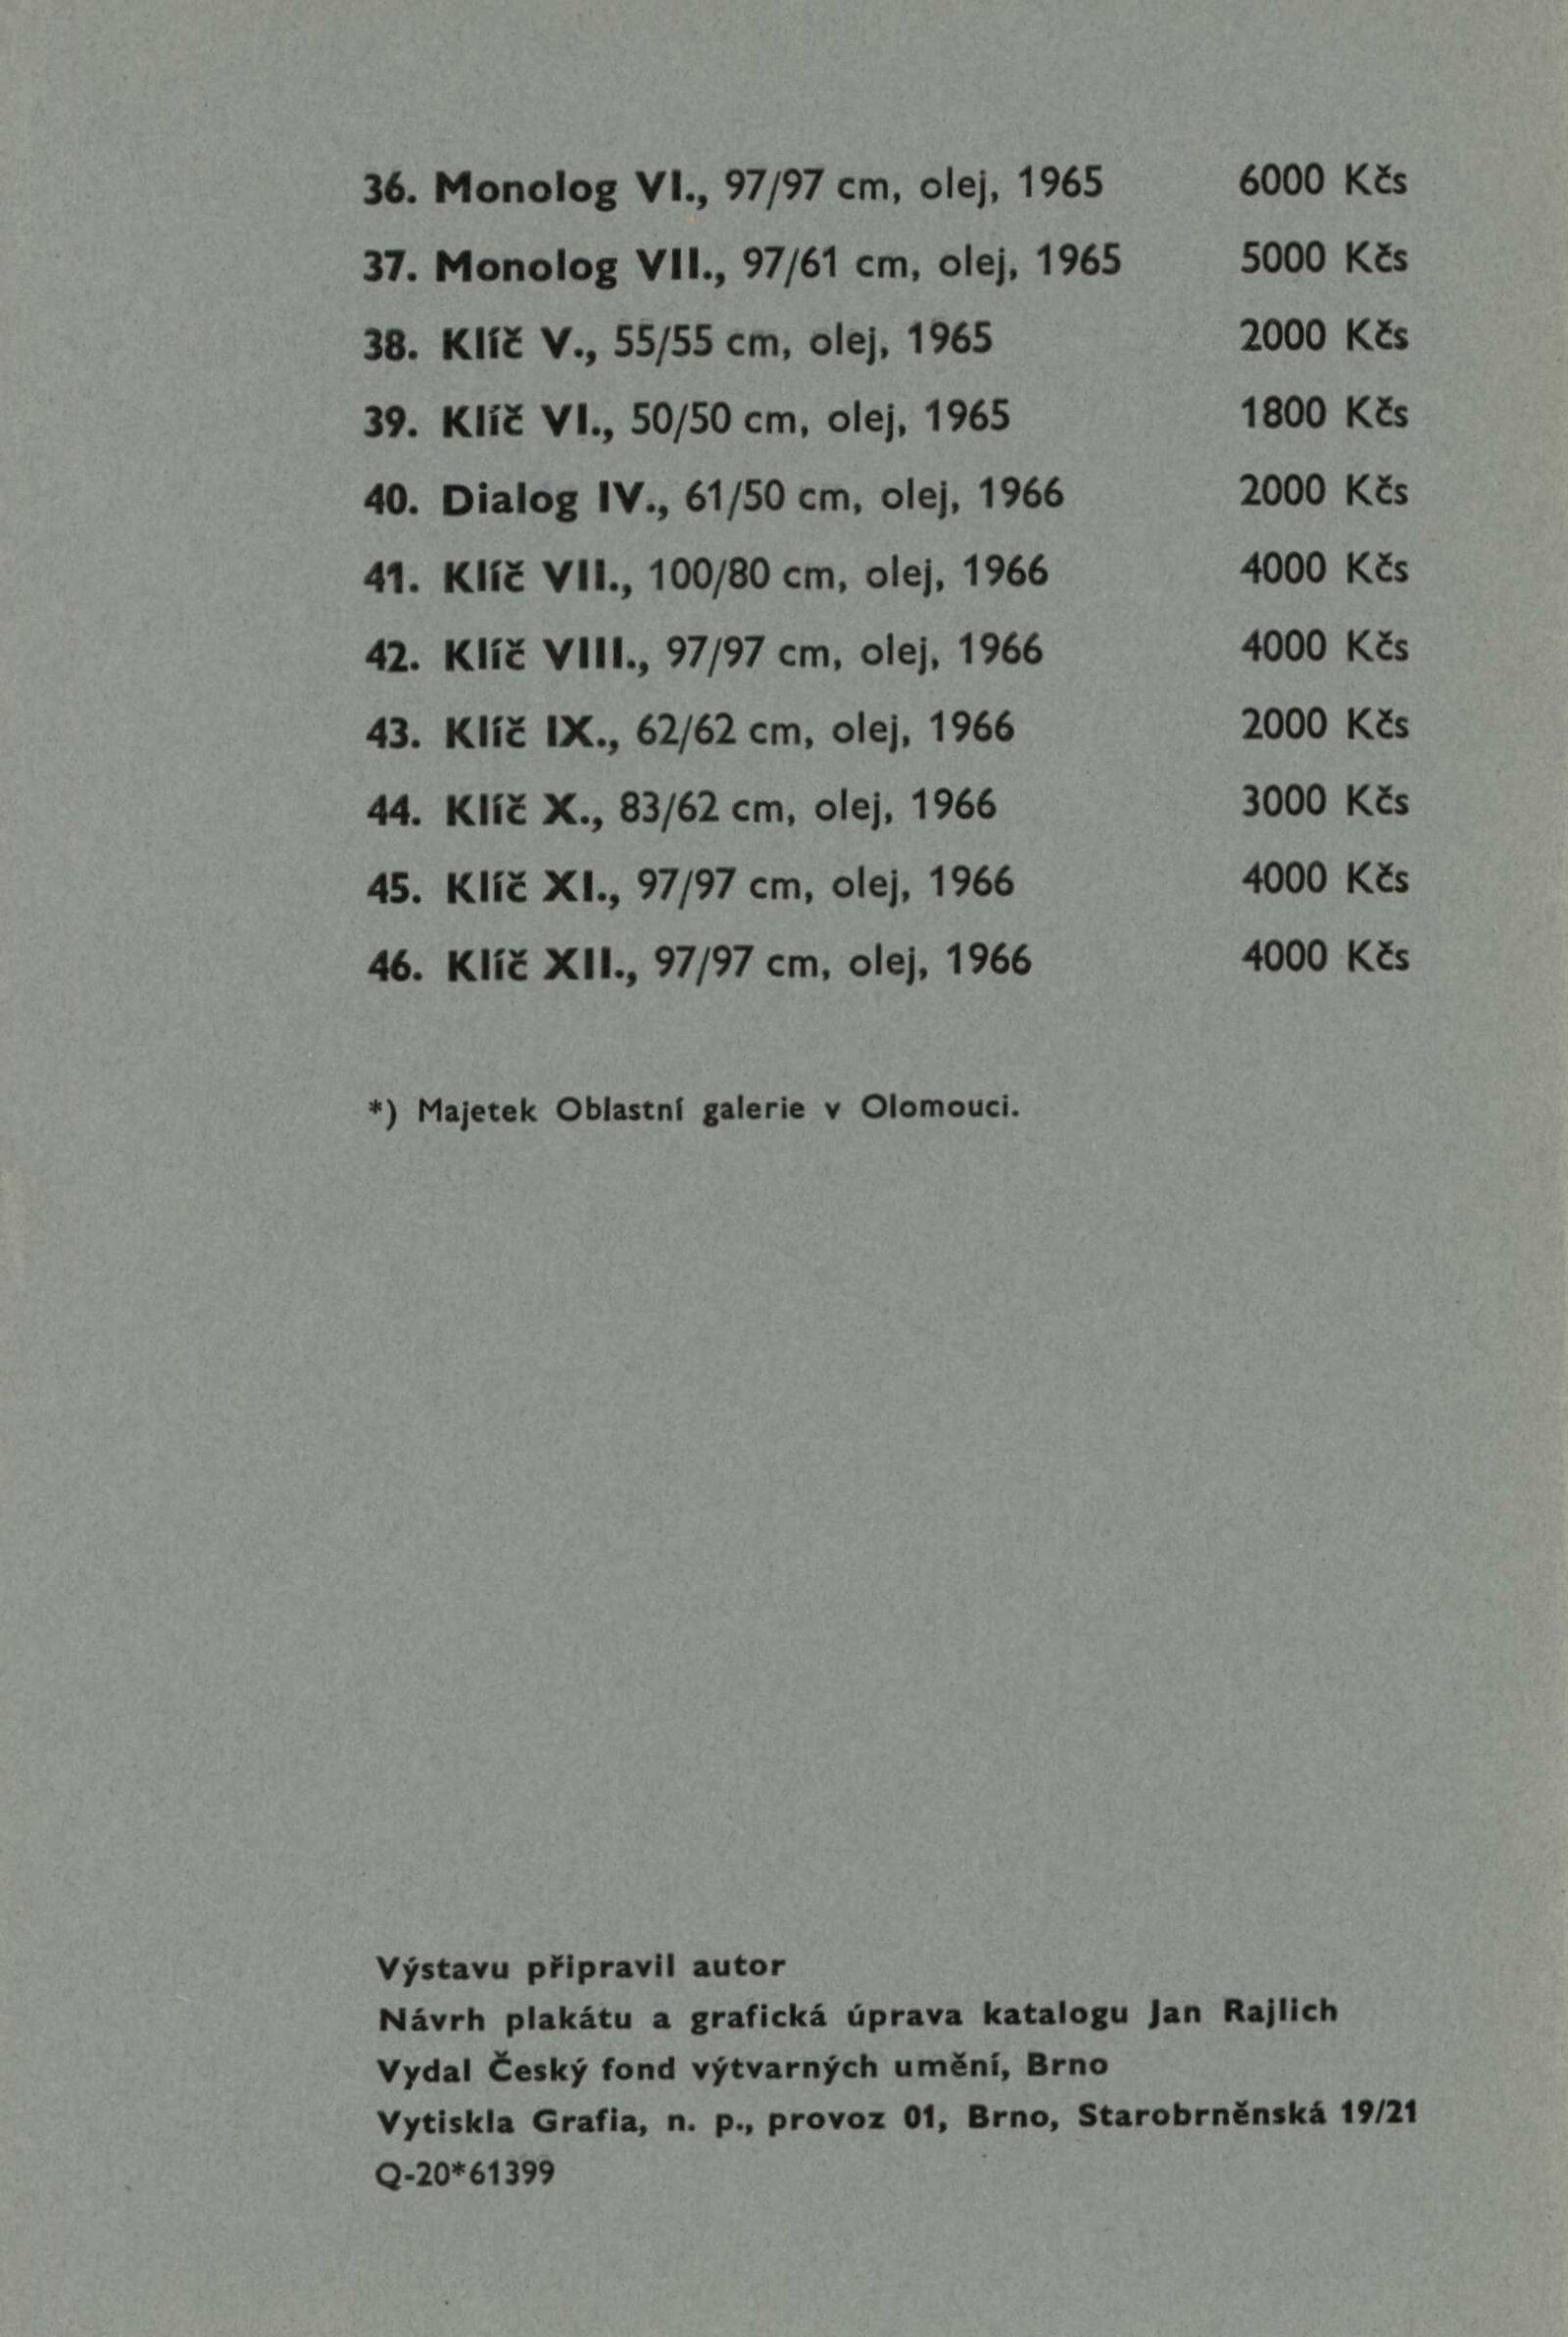 36. Monolog VI., 97/97 cm, olej, 1965 6000 Kčs
37. Monolog VII., 97/61 cm, olej, 1965 5000 Kčs
38. Klíč V., 55/55 cm, olej, 1965 2000 Kčs
39. Klíč VI., 50/50 cm, olej, 1965 1800 Kčs
40. Dialog IV., 61/50 cm, olej, 1966 2000 Kčs
41. Klíč VII., 100/80 cm, olej, 1966 4000 Kčs
42. Klíč VIII., 97/97 cm, olej, 1966 4000 Kčs
43. Klíč IX., 62/62 cm, olej, 1966 2000 Kčs
44. Klíč X., 83/62 cm, olej, 1966 3000 Kčs
45. Klíč XI., 97/97 cm, olej, 1966 4000 Kčs
46. Klíč XII., 97/97 cm, olej, 1966 4000 Kčs
*) Majetek Oblastní galerie v Olomouci.
Výstavu připravil autor
Návrh plakátu a grafická úprava katalogu Jan Rajlich
Vydal Český fond výtvarných umění, Brno
Vytiskla Grafia, n. p., provoz 01, Brno, Starobrněnská 19/21
Q-20*61399